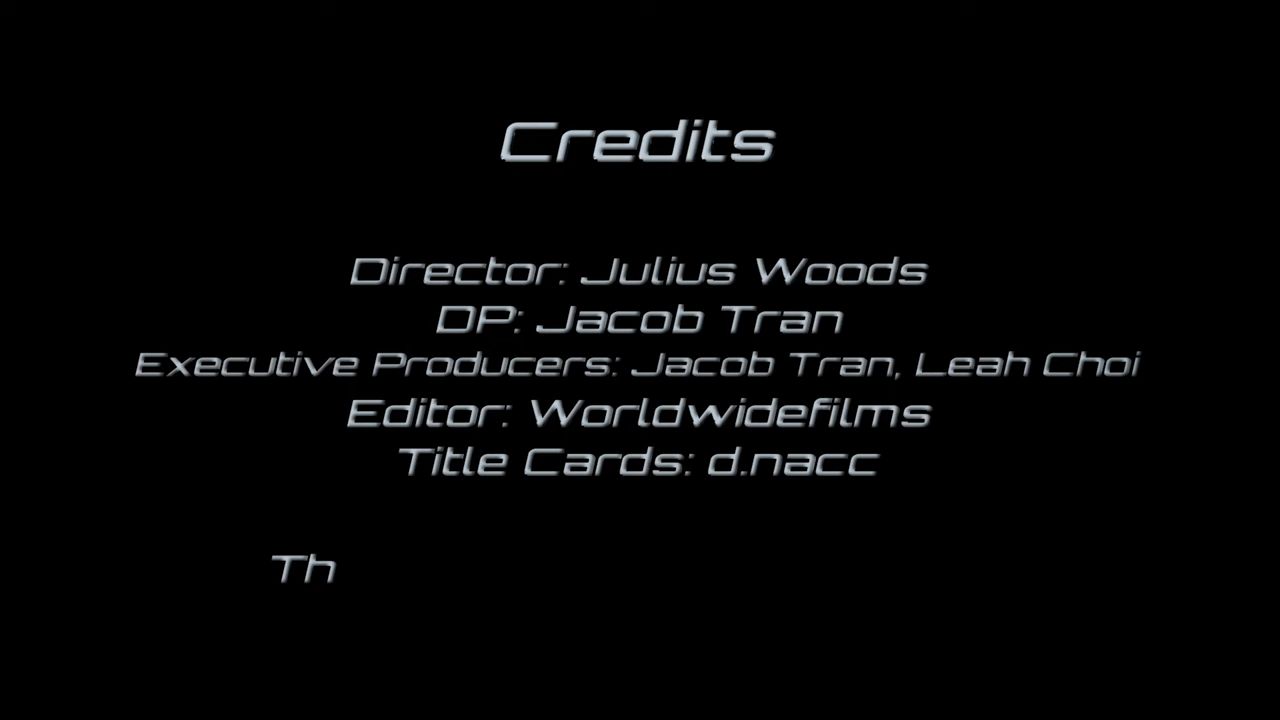 Credits
Director: Julius Woods
DP: Jacob Tran
Executive Producers: Jacob Tran, Leah Choi
Editor: Worldwidefilms
Title Cards: d.nacc
Th